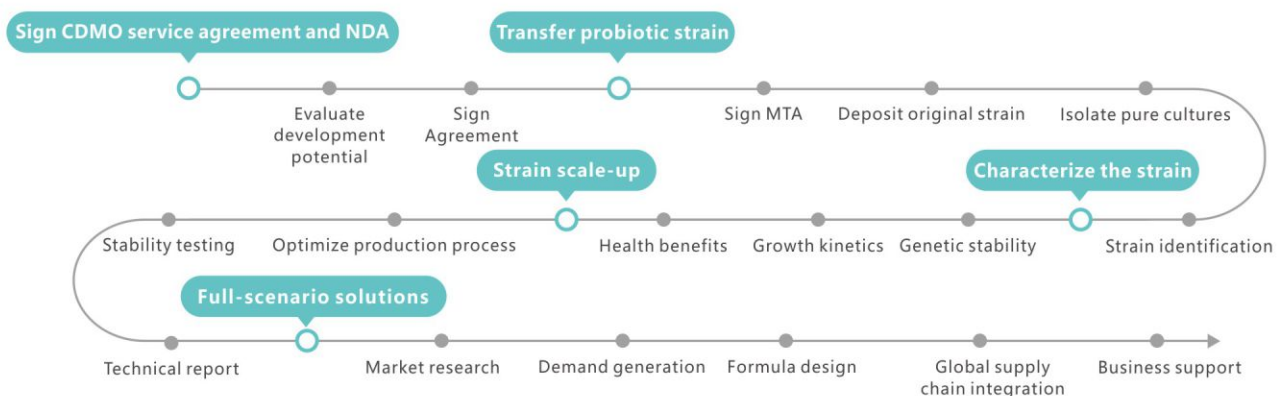 Sign CDMO service agreement and NDA
Transfer probiotic strain
Evaluate
development
potential
Sign
Agreement
Sign MTA
Deposit original strain
Isolate pure cultures
Strain scale-up
Characterize the strain
Stability testing
Optimize production process
Health benefits
Growth kinetics
Genetic stability
Strain identification
Full-scenario solutions
Technical report
Market research
Demand generation
Formula design
Global supply
chain integration
Business support